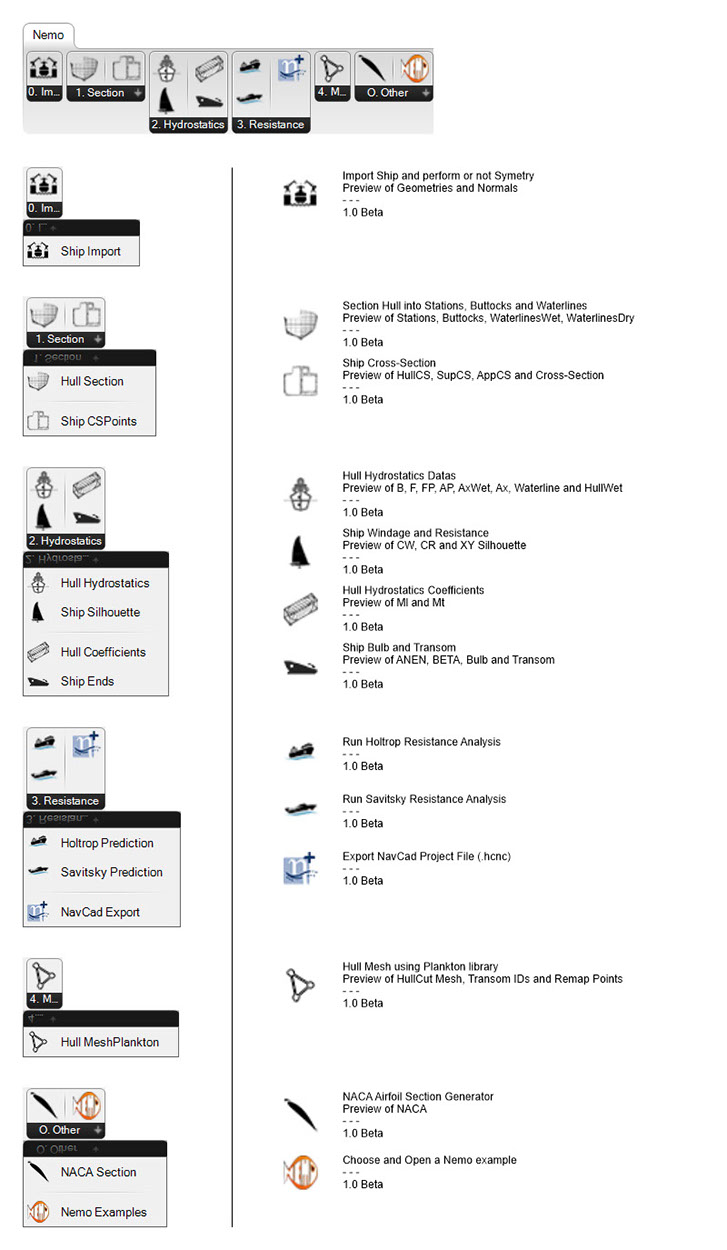 Nemo
0. Im...
1. Section
2. Hydrostatics
3. Resistance
4. M...
O. Other
0. Im...
0. I... +
Ship Import
Import Ship and perform or not Symetry
Preview of Geometries and Normals
- - -
1.0 Beta
1. Section
1. Section +
Hull Section
Ship CSPoints
Section Hull into Stations, Buttocks and Waterlines
Preview of Stations, Buttocks, WaterlinesWet, WaterlinesDry
- - -
1.0 Beta
Ship Cross-Section
Preview of HullCS, SupCS, AppCS and Cross-Section
- - -
1.0 Beta
2. Hydrostatics
2. Hydrosta... +
Hull Hydrostatics
Ship Silhouette
Hull Coefficients
Ship Ends
Hull Hydrostatics Datas
Preview of B, F, FP, AP, AxWet, Ax, Waterline and HullWet
- - -
1.0 Beta
Ship Windage and Resistance
Preview of CW, CR and XY Silhouette
- - -
1.0 Beta
Hull Hydrostatics Coefficients
Preview of Ml and Mt
- - -
1.0 Beta
Ship Bulb and Transom
Preview of ANEN, BETA, Bulb and Transom
- - -
1.0 Beta
3. Resistance
3. Resistan... +
Holtrop Prediction
Savitsky Prediction
NavCad Export
Run Holtrop Resistance Analysis
- - -
1.0 Beta
Run Savitsky Resistance Analysis
- - -
1.0 Beta
Export NavCad Project File (.hcnc)
- - -
1.0 Beta
4. M...
4.... +
Hull MeshPlankton
Hull Mesh using Plankton library
Preview of HullCut Mesh, Transom IDs and Remap Points
- - -
1.0 Beta
O. Other
O. Other +
NACA Section
Nemo Examples
NACA Airfoil Section Generator
Preview of NACA
- - -
1.0 Beta
Choose and Open a Nemo example
- - -
1.0 Beta